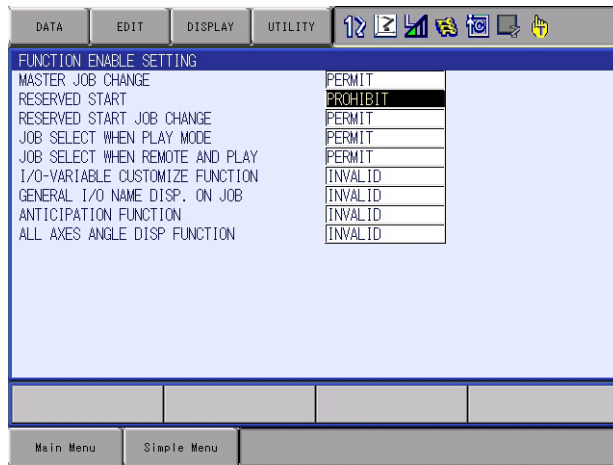 DATA EDIT DISPLAY UTILITY
FUNCTION ENABLE SETTING
MASTER JOB CHANGE PERMIT
RESERVED START PROHIBIT
RESERVED START JOB CHANGE PERMIT
JOB SELECT WHEN PLAY MODE PERMIT
JOB SELECT WHEN REMOTE AND PLAY PERMIT
I/O-VARIABLE CUSTOMIZE FUNCTION INVALID
GENERAL I/O NAME DISP. ON JOB INVALID
ANTICIPATION FUNCTION INVALID
ALL AXES ANGLE DISP FUNCTION INVALID
Main Menu Simple Menu